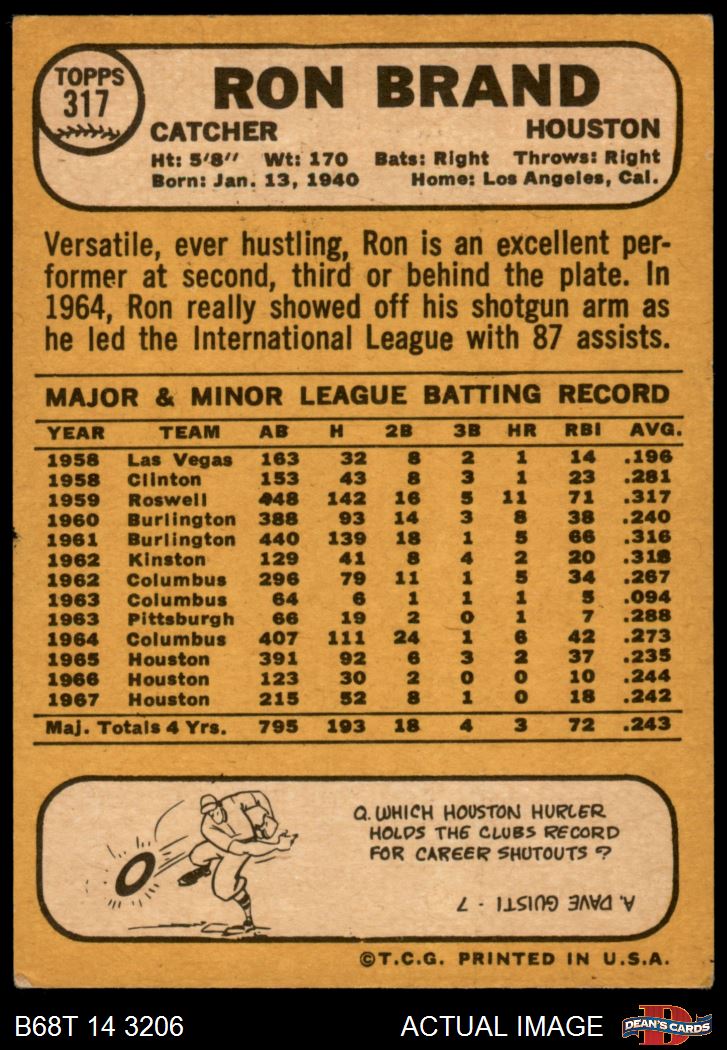 TOPPS
317
RON BRAND
CATCHER HOUSTON
Ht: 5'8" Wt: 170 Bats: Right Throws: Right
Born: Jan. 13, 1940 Home: Los Angeles, Cal.
Versatile, ever hustling, Ron is an excellent per-
former at second, third or behind the plate. In
1964, Ron really showed off his shotgun arm as
he led the International League with 87 assists.
MAJOR & MINOR LEAGUE BATTING RECORD
YEAR TEAM AB H 2B 3B HR RBI AVG.
1958 Las Vegas 163 32 8 2 1 14 .196
1958 Clinton 153 43 8 3 1 23 .281
1959 Roswell 448 142 16 5 11 71 .317
1960 Burlington 388 93 14 3 8 38 .240
1961 Burlington 440 139 18 1 5 66 .316
1962 Kinston 129 41 8 4 2 20 .318
1962 Columbus 296 79 11 1 5 34 .267
1963 Columbus 64 6 1 1 1 5 .094
1963 Pittsburgh 66 19 2 0 1 7 .288
1964 Columbus 407 111 24 1 6 42 .273
1965 Houston 391 92 6 3 2 37 .235
1966 Houston 123 30 2 0 0 10 .244
1967 Houston 215 52 8 1 0 18 .242
Maj. Totals 4 Yrs. 795 193 18 4 3 72 .243
Q. WHICH HOUSTON HURLER
HOLDS THE CLUBS RECORD
FOR CAREER SHUTOUTS?
A. DAVE GUISTI - 7
©T.C.G. PRINTED IN U.S.A.
B68T 14 3206 ACTUAL IMAGE
D
DEAN'S CARDS